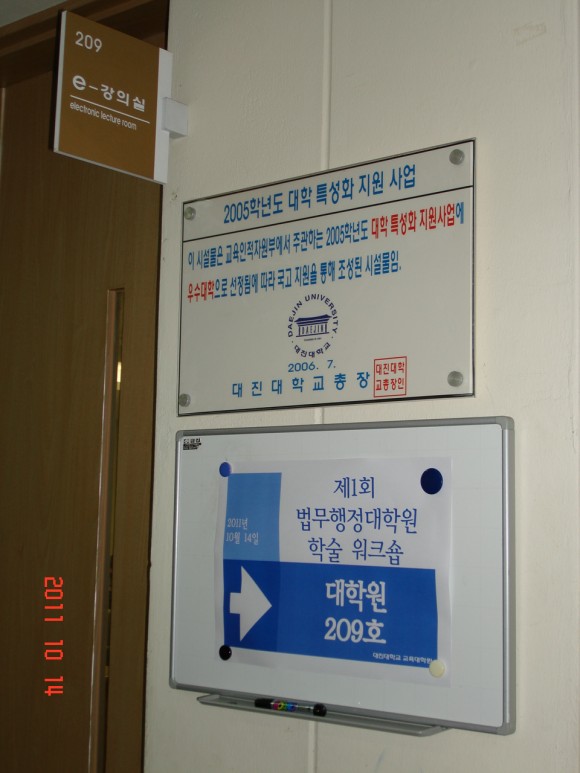 209
e-강의실
electronic lecture room
2005학년도 대학 특성화 지원 사업
이 시설물은 교육인적자원부에서 주관하는 2005학년도 대학 특성화 지원사업에
우수대학으로 선정됨에 따라 국고 지원을 통해 조성된 시설물임.
DAEJIN UNIVERSITY
DAEJIN
대진대학교
2006. 7.
대진대학교총장
대진대학
교총장인
제1회
법무행정대학원
학술 워크숍
2011년
10월 14일
대학원
209호
대진대학교 교육대학원
2011 10 14